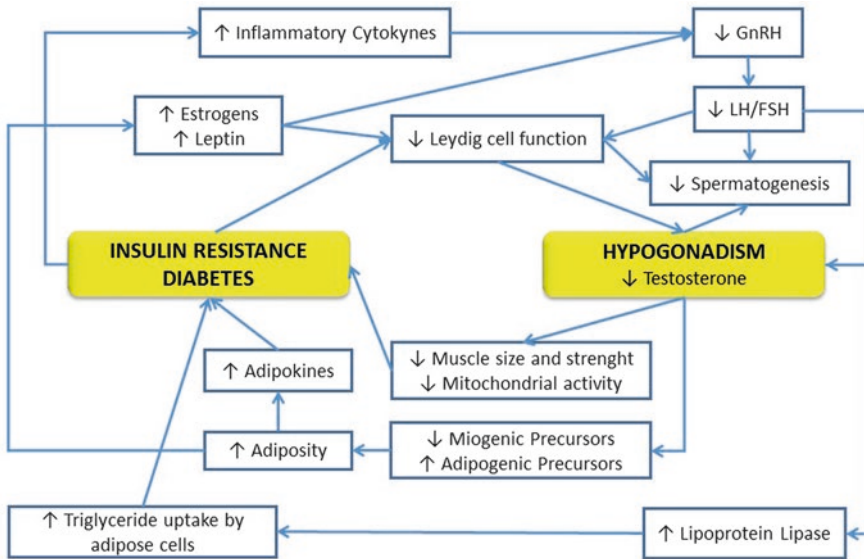 ↑ Inflammatory Cytokynes
↓ GnRH
↑ Estrogens
↑ Leptin
↓ LH/FSH
↓ Leydig cell function
↓ Spermatogenesis
INSULIN RESISTANCE
DIABETES
HYPOGONADISM
↓ Testosterone
↓ Muscle size and strenght
↓ Mitochondrial activity
↑ Adipokines
↑ Adiposity
↓ Miogenic Precursors
↑ Adipogenic Precursors
↑ Triglyceride uptake by
adipose cells
↑ Lipoprotein Lipase